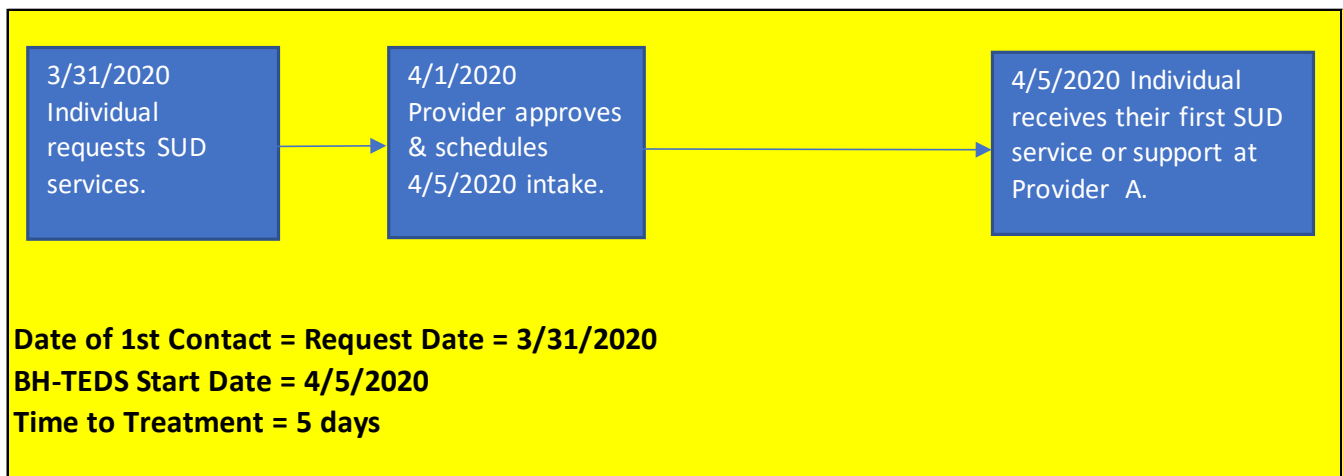 3/31/2020
Individual
requests SUD
services.
4/1/2020
Provider approves
& schedules
4/5/2020 intake.
4/5/2020 Individual
receives their first SUD
service or support at
Provider A.
Date of 1st Contact = Request Date = 3/31/2020
BH-TEDS Start Date = 4/5/2020
Time to Treatment = 5 days